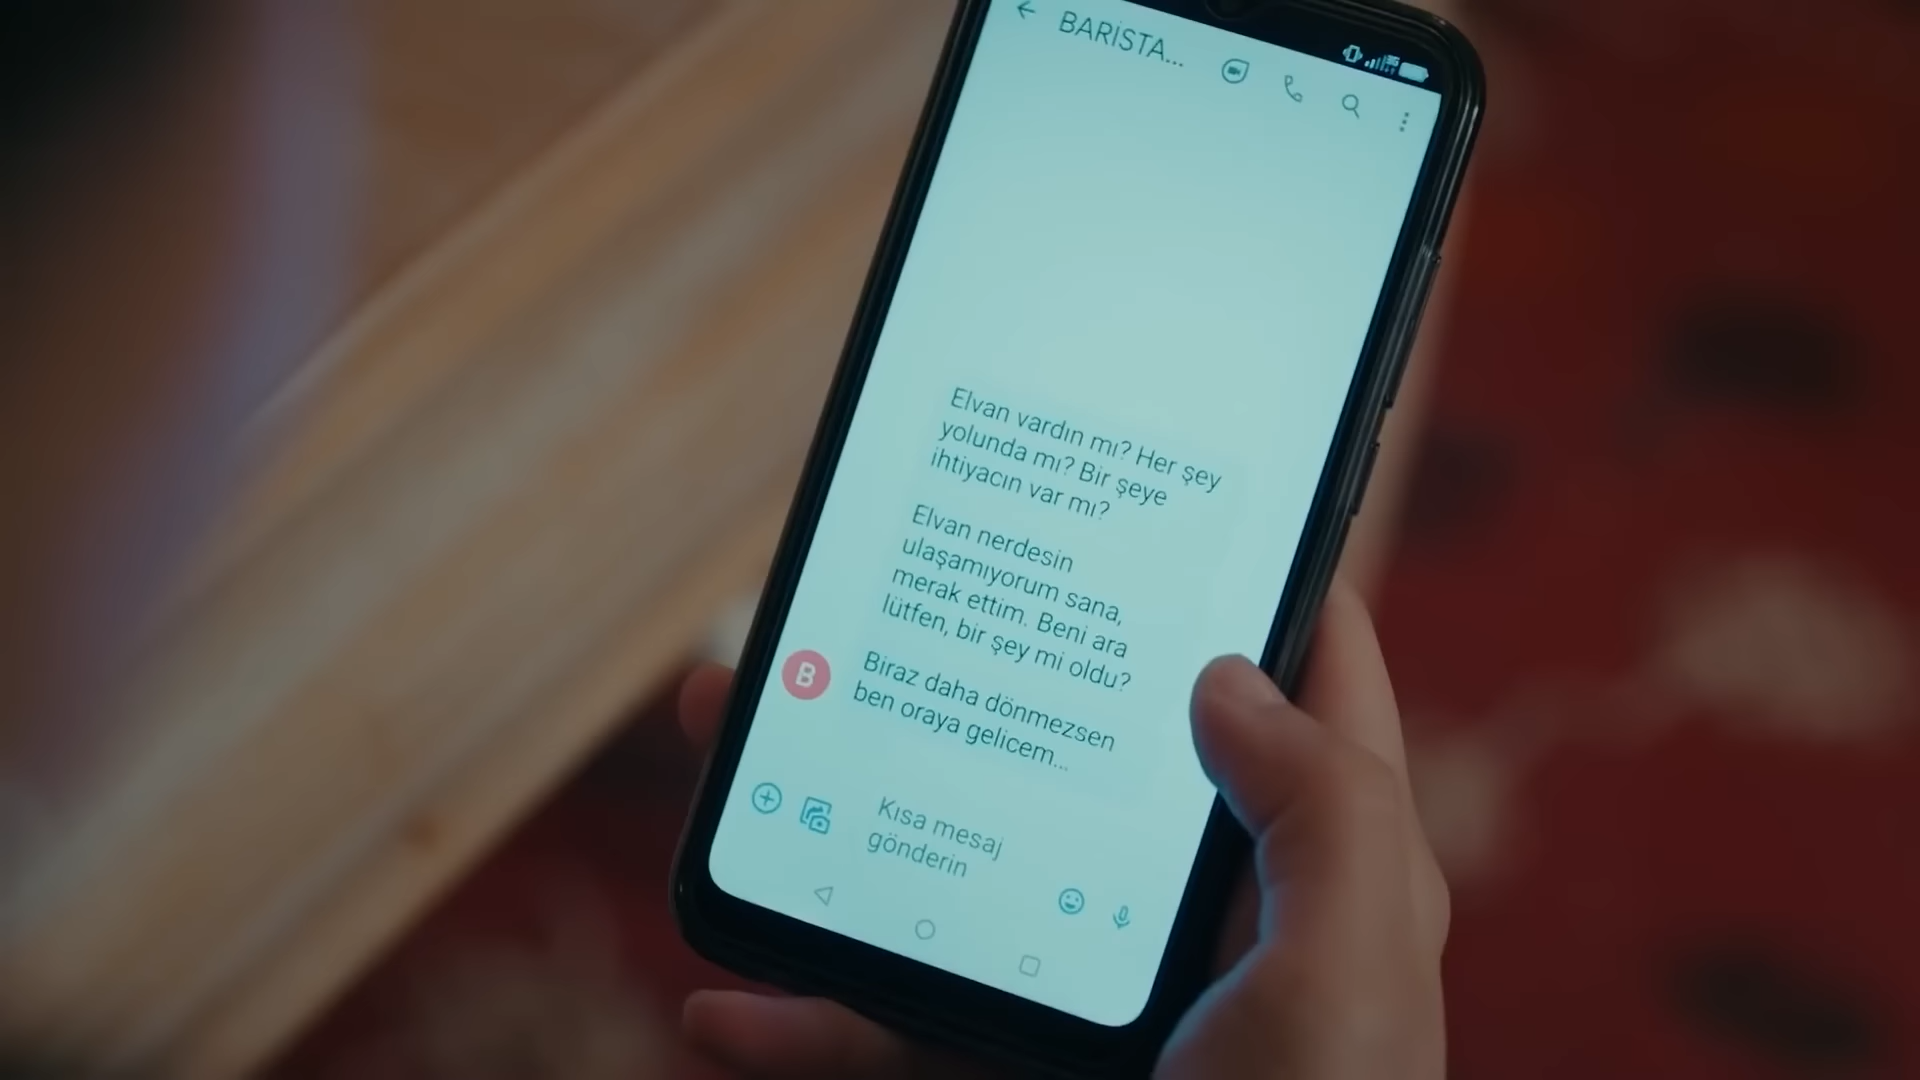 BARİSTA...
Elvan vardın mı? Her şey
yolunda mı? Bir şeye
ihtiyacın var mı?
Elvan nerdesin
ulaşamıyorum sana,
merak ettim. Beni ara
lütfen, bir şey mi oldu?
B
Biraz daha dönmezsen
ben oraya gelicem...
Kısa mesaj
gönderin